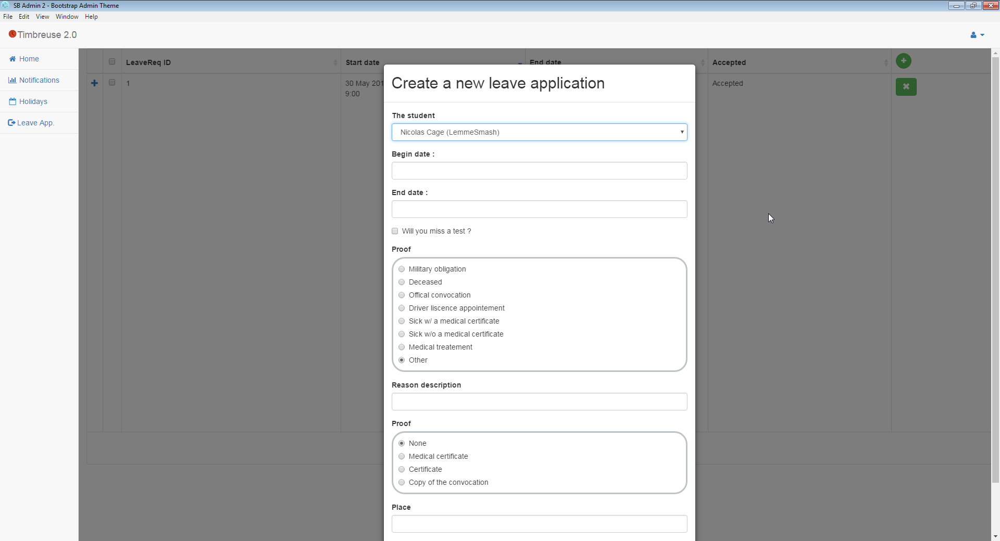 SB Admin 2 - Bootstrap Admin Theme
File Edit View Window Help
Timbreuse 2.0
Home
Notifications
Holidays
Leave App.
LeaveReq ID Start date End date Accepted
1 30 May 201 Accepted
9:00
Create a new leave application
The student
Nicolas Cage (LemmeSmash)
Begin date :
End date :
Will you miss a test ?
Proof
Military obligation
Deceased
Offical convocation
Driver liscence appointement
Sick w/ a medical certificate
Sick w/o a medical certificate
Medical treatement
Other
Reason description
Proof
None
Medical certificate
Certificate
Copy of the convocation
Place